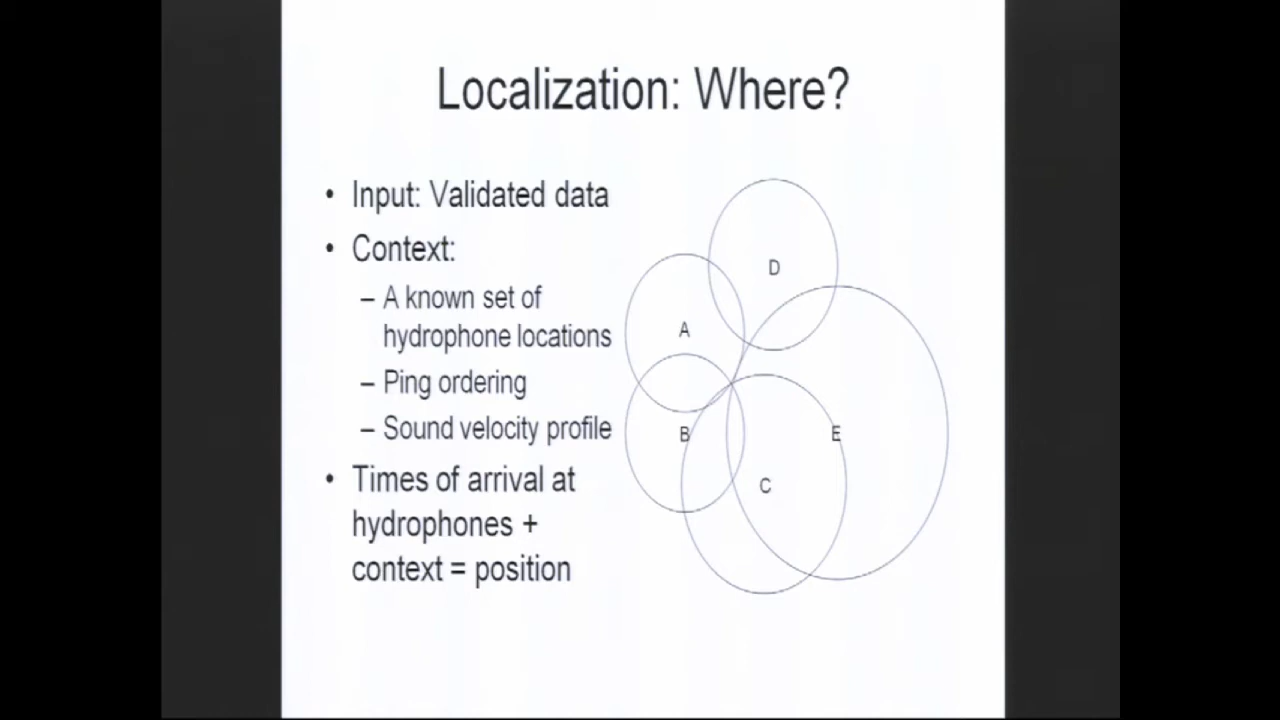 Localization: Where?
• Input: Validated data
• Context:
– A known set of
hydrophone locations
– Ping ordering
– Sound velocity profile
• Times of arrival at
hydrophones +
context = position
D
A
B
E
C